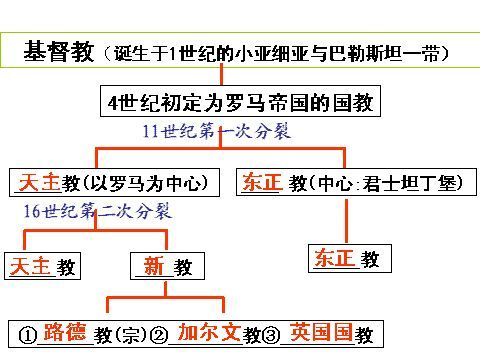 基督教（诞生于1世纪的小亚细亚与巴勒斯坦一带）
4世纪初定为罗马帝国的国教
11世纪第一次分裂
天主教(以罗马为中心)
东正 教(中心:君士坦丁堡)
16世纪第二次分裂
天主教
新 教
东正教
①路德 教(宗)② 加尔文教③ 英国国教